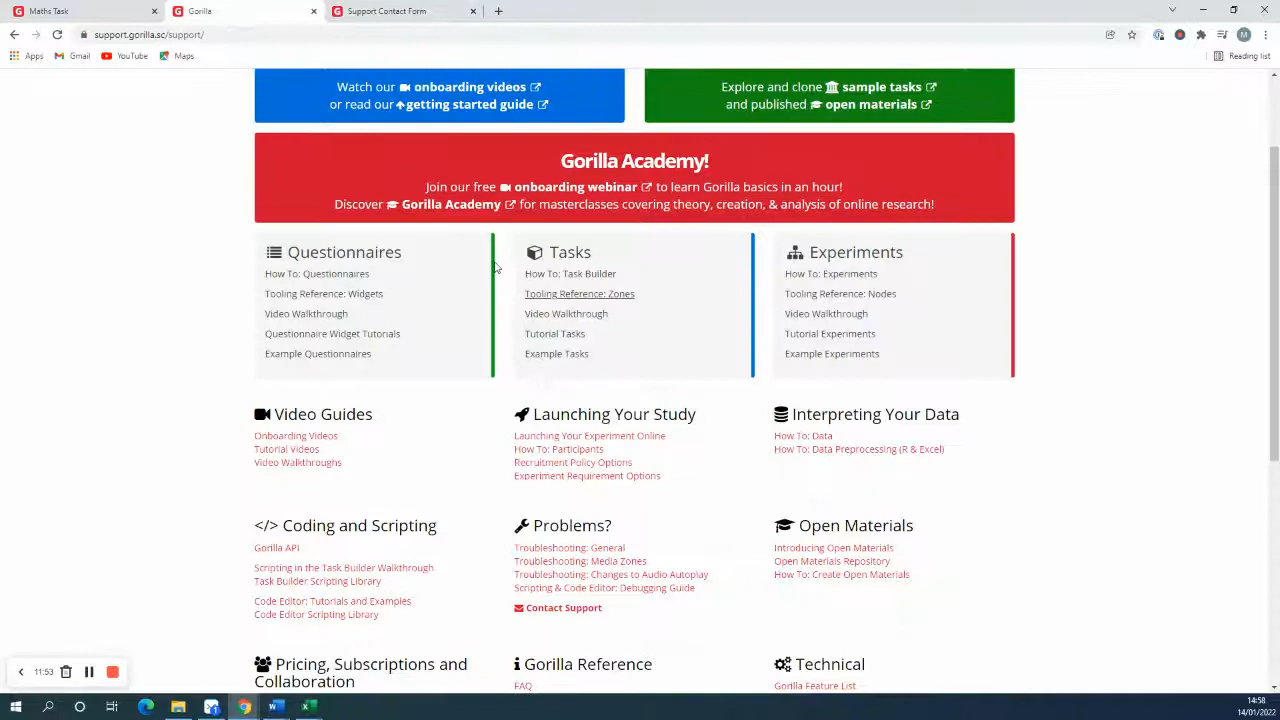 Maths Task
Gorilla
Support Contact Form
support.gorilla.sc/support/
M
Apps
Gmail
YouTube
Maps
Reading list
Watch our onboarding videos
or read our getting started guide
Explore and clone sample tasks
and published open materials
Gorilla Academy!
Join our free onboarding webinar to learn Gorilla basics in an hour!
Discover Gorilla Academy for masterclasses covering theory, creation, & analysis of online research!
Questionnaires
How To: Questionnaires
Tooling Reference: Widgets
Video Walkthrough
Questionnaire Widget Tutorials
Example Questionnaires
Tasks
How To: Task Builder
Tooling Reference: Zones
Video Walkthrough
Tutorial Tasks
Example Tasks
Experiments
How To: Experiments
Tooling Reference: Nodes
Video Walkthrough
Tutorial Experiments
Example Experiments
Video Guides
Onboarding Videos
Tutorial Videos
Video Walkthroughs
Launching Your Study
Launching Your Experiment Online
How To: Participants
Recruitment Policy Options
Experiment Requirement Options
Interpreting Your Data
How To: Data
How To: Data Preprocessing (R & Excel)
</> Coding and Scripting
Gorilla API
Scripting in the Task Builder Walkthrough
Task Builder Scripting Library
Code Editor: Tutorials and Examples
Code Editor Scripting Library
Problems?
Troubleshooting: General
Troubleshooting: Media Zones
Troubleshooting: Changes to Audio Autoplay
Scripting & Code Editor: Debugging Guide
Contact Support
Open Materials
Introducing Open Materials
Open Materials Repository
How To: Create Open Materials
Pricing, Subscriptions and
Collaboration
Gorilla Reference
FAQ
Technical
Gorilla Feature List
11:53
14:58
14/01/2022